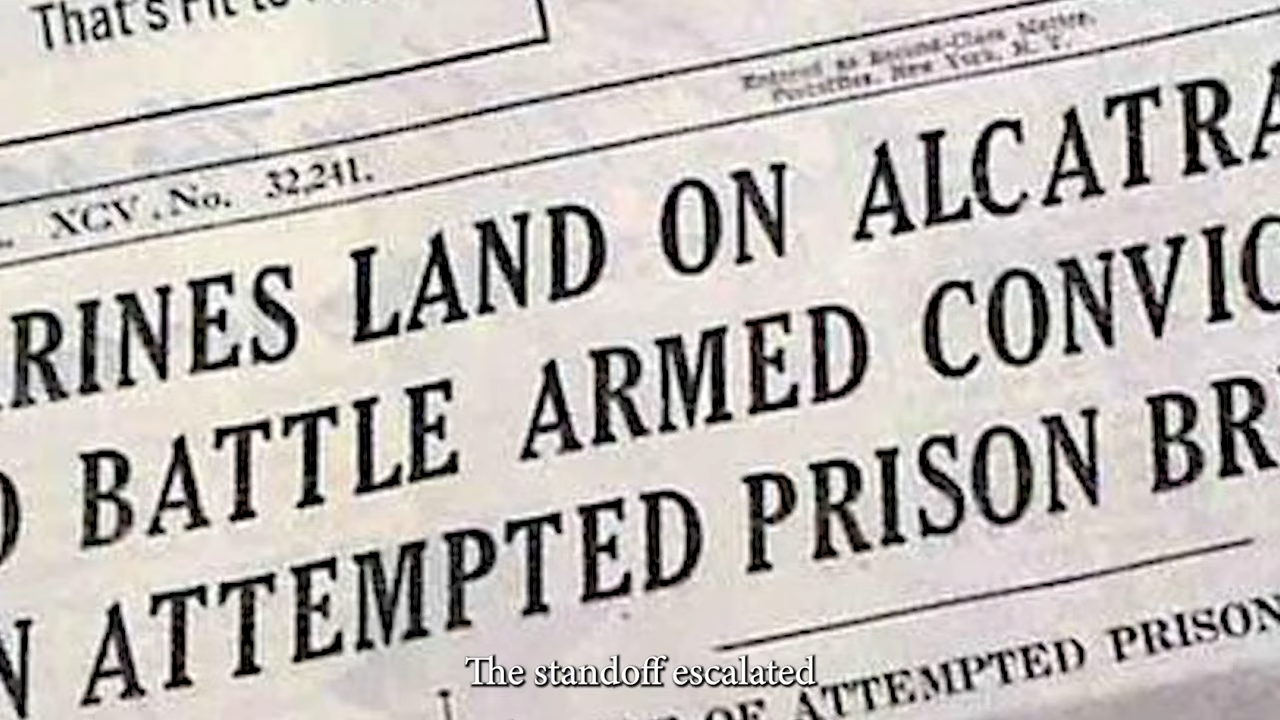 That's Fit to
Entered as Second-Class Matter,
Postoffice, New York, N. Y.
XCV. No. 32,241.
RINES LAND ON ALCATRA
BATTLE ARMED CONVIC
N ATTEMPTED PRISON BR
OF ATTEMPTED PRISON
The standoff escalated